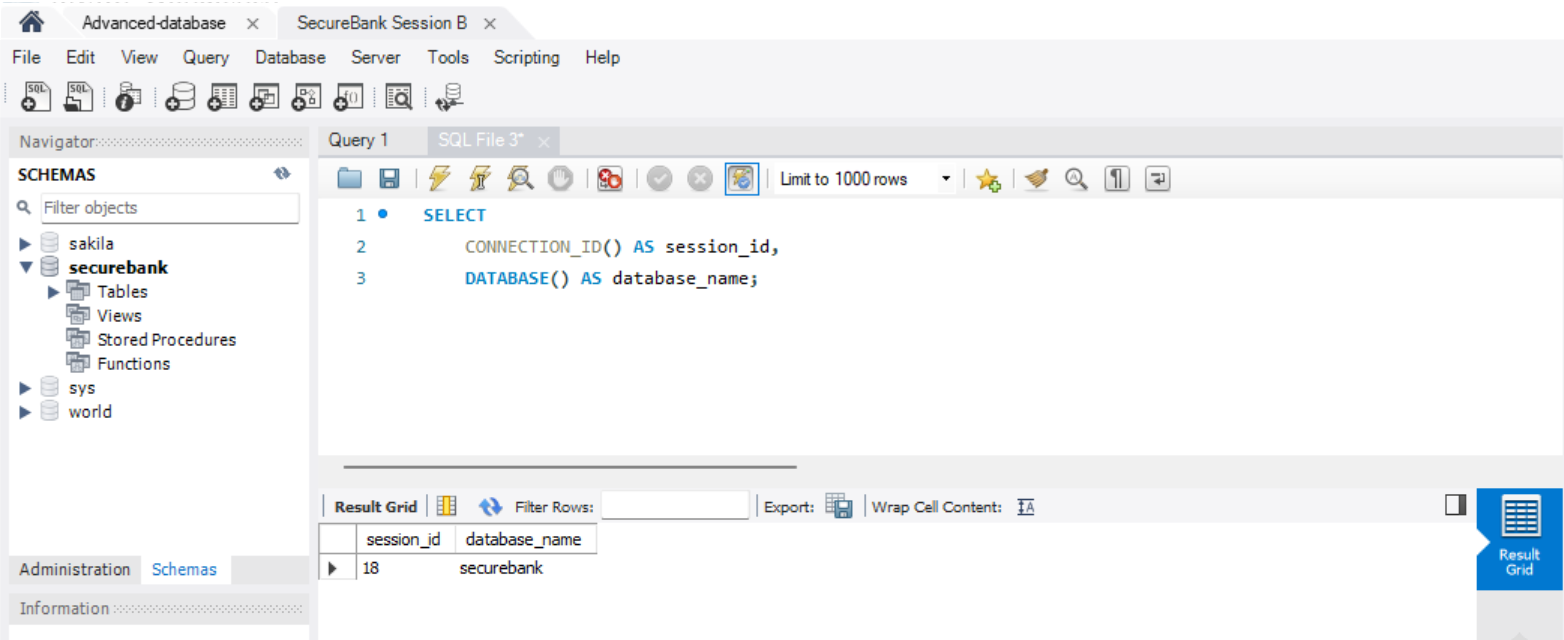 Advanced-database × SecureBank Session B ×
File Edit View Query Database Server Tools Scripting Help
Navigator
Query 1 SQL File 3* ×
SCHEMAS
Limit to 1000 rows
Filter objects
1 SELECT
2 CONNECTION_ID() AS session_id,
3 DATABASE() AS database_name;
sakila
securebank
Tables
Views
Stored Procedures
Functions
sys
world
Result Grid Filter Rows: Export: Wrap Cell Content:
session_id database_name
18 securebank
Result
Grid
Administration Schemas
Information